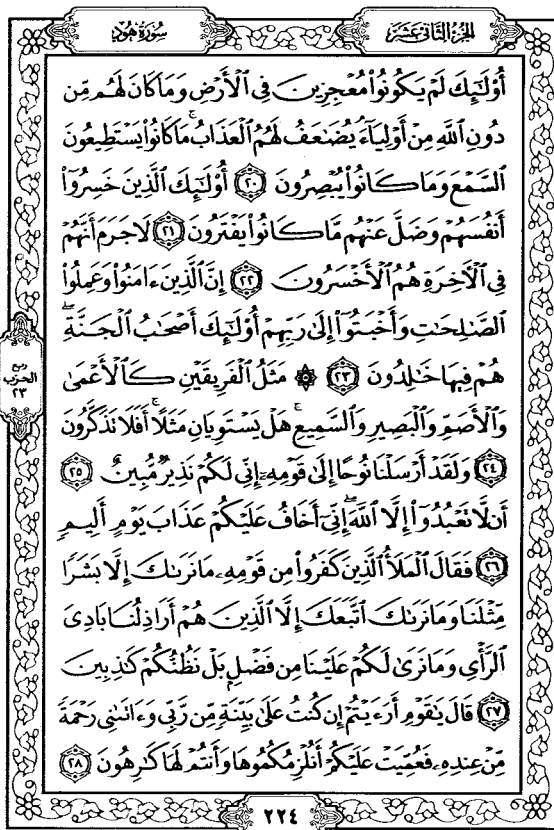 الجزء الثاني عشر
سورة هود
أُوْلَٰٓئِكَ لَمْ يَكُونُواْ مُعْجِزِينَ فِي ٱلْأَرْضِ وَمَا كَانَ لَهُم مِّن
دُونِ ٱللَّهِ مِنْ أَوْلِيَآءَۘ يُضَٰعَفُ لَهُمُ ٱلْعَذَابُۚ مَا كَانُواْ يَسْتَطِيعُونَ
ٱلسَّمْعَ وَمَا كَانُواْ يُبْصِرُونَ ٢٠ أُوْلَٰٓئِكَ ٱلَّذِينَ خَسِرُوٓاْ
أَنفُسَهُمْ وَضَلَّ عَنْهُم مَّا كَانُواْ يَفْتَرُونَ ٢١ لَا جَرَمَ أَنَّهُمْ
فِي ٱلْأَخِرَةِ هُمُ ٱلْأَخْسَرُونَ ٢٢ إِنَّ ٱلَّذِينَ ءَامَنُواْ وَعَمِلُواْ
ٱلصَّٰلِحَٰتِ وَأَخْبَتُوٓاْ إِلَىٰ رَبِّهِمْ أُوْلَٰٓئِكَ أَصْحَٰبُ ٱلْجَنَّةِۖ
هُمْ فِيهَا خَٰلِدُونَ ٢٣ ۞ مَثَلُ ٱلْفَرِيقَيْنِ كَٱلْأَعْمَىٰ
وَٱلْأَصَمِّ وَٱلْبَصِيرِ وَٱلسَّمِيعِۚ هَلْ يَسْتَوِيَانِ مَثَلًاۚ أَفَلَا تَذَكَّرُونَ
٢٤ وَلَقَدْ أَرْسَلْنَا نُوحًا إِلَىٰ قَوْمِهِۦٓ إِنِّي لَكُمْ نَذِيرٌ مُّبِينٌ ٢٥
أَن لَّا تَعْبُدُوٓاْ إِلَّا ٱللَّهَۖ إِنِّيٓ أَخَافُ عَلَيْكُمْ عَذَابَ يَوْمٍ أَلِيمٍ
٢٦ فَقَالَ ٱلْمَلَأُ ٱلَّذِينَ كَفَرُواْ مِن قَوْمِهِۦ مَا نَرَىٰكَ إِلَّا بَشَرًا
مِّثْلَنَا وَمَا نَرَىٰكَ ٱتَّبَعَكَ إِلَّا ٱلَّذِينَ هُمْ أَرَاذِلُنَا بَادِيَ
ٱلرَّأْيِ وَمَا نَرَىٰ لَكُمْ عَلَيْنَا مِن فَضْلِۭ بَلْ نَظُنُّكُمْ كَٰذِبِينَ
٢٧ قَالَ يَٰقَوْمِ أَرَءَيْتُمْ إِن كُنتُ عَلَىٰ بَيِّنَةٍ مِّن رَّبِّي وَءَاتَىٰنِي رَحْمَةً
مِّنْ عِندِهِۦ فَعُمِّيَتْ عَلَيْكُمْ أَنُلْزِمُكُمُوهَا وَأَنتُمْ لَهَا كَٰرِهُونَ ٢٨
ربع
الحزب
٢٣
٢٢٤